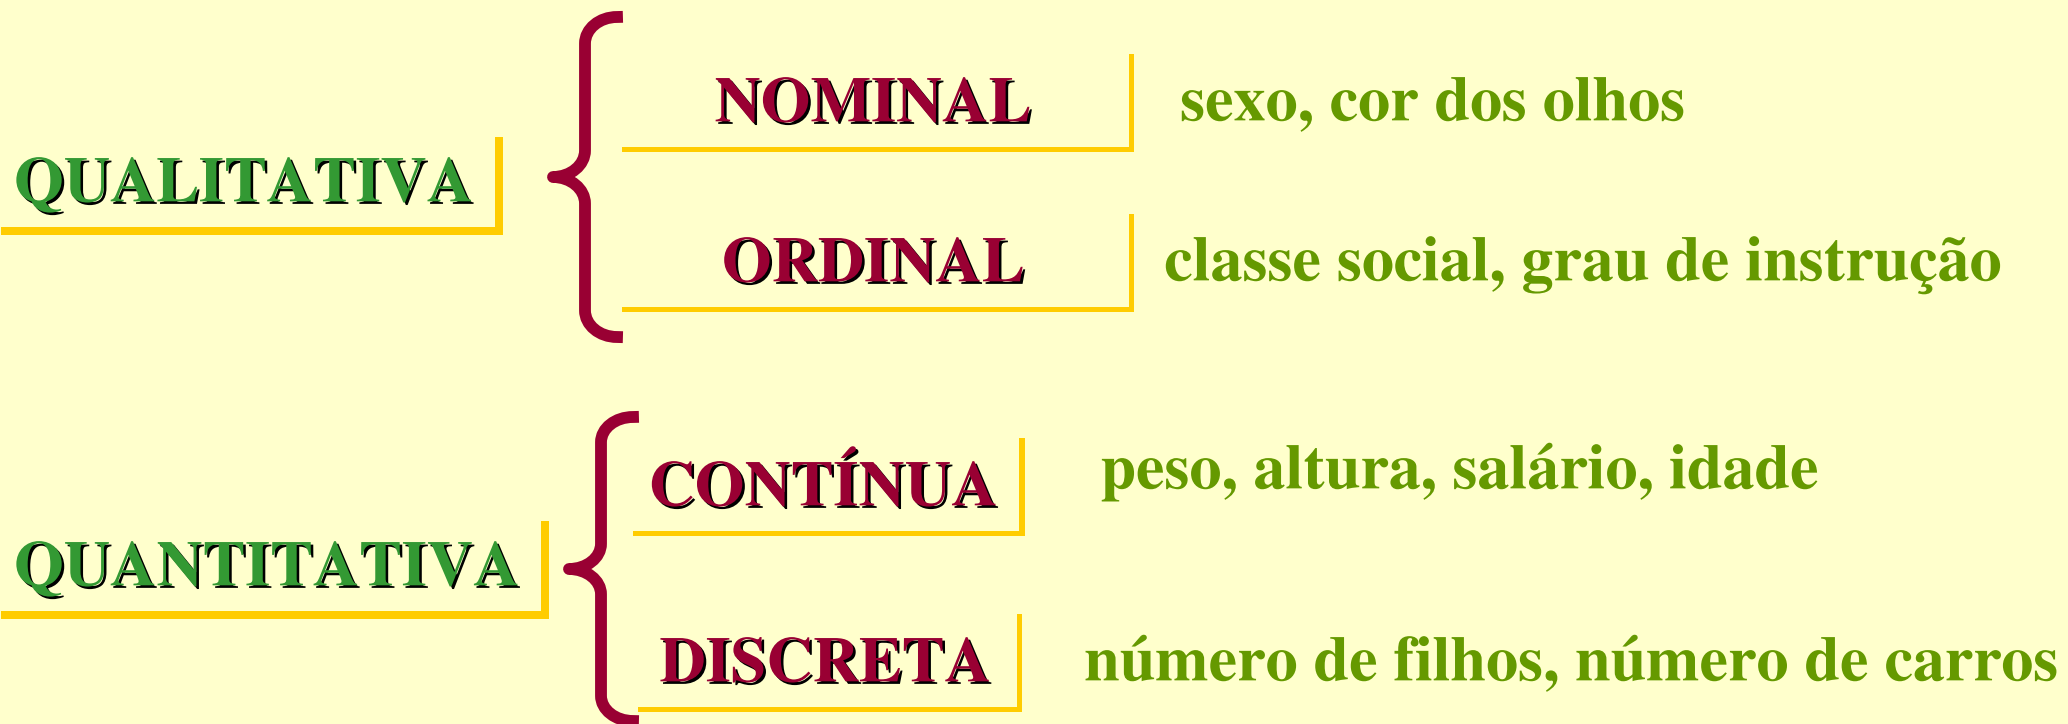 NOMINAL sexo, cor dos olhos
QUALITATIVA
ORDINAL classe social, grau de instrução
CONTÍNUA peso, altura, salário, idade
QUANTITATIVA
DISCRETA número de filhos, número de carros